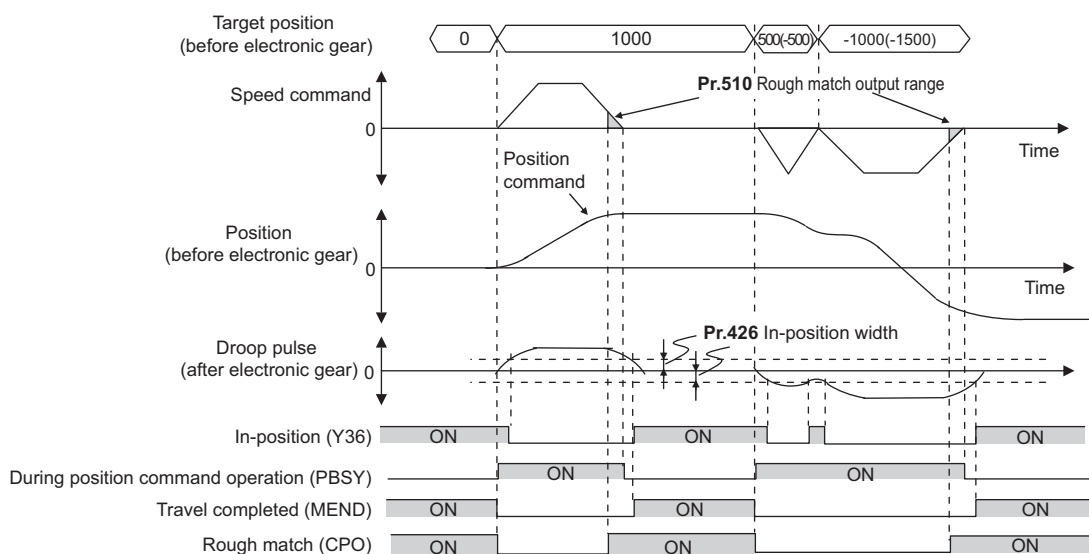 Target position
(before electronic gear)
0
1000
500(-500)
-1000(-1500)
Pr.510 Rough match output range
Speed command
0
Time
Position
command
Position
(before electronic gear)
0
Time
Pr.426 In-position width
Droop pulse
(after electronic gear)
0
In-position (Y36)
ON
ON
ON
During position command operation (PBSY)
ON
ON
Travel completed (MEND)
ON
ON
ON
Rough match (CPO)
ON
ON
ON